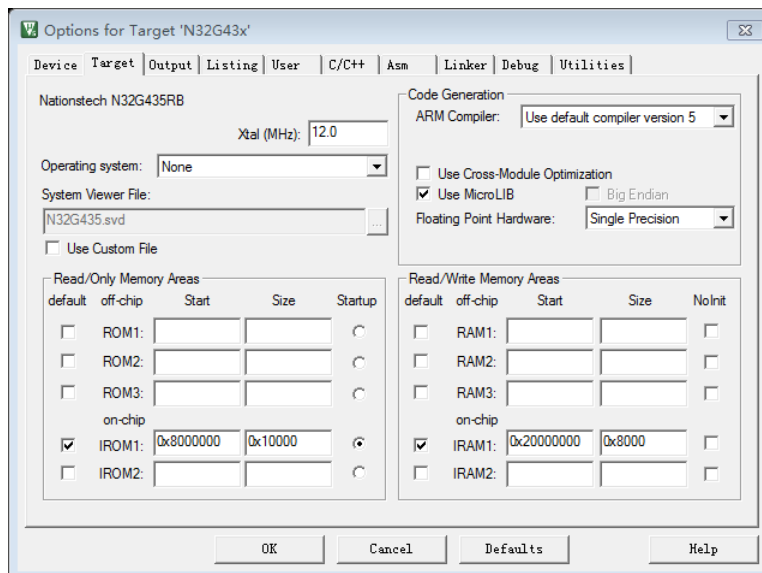 Options for Target 'N32G43x'
Device Target Output Listing User C/C++ Asm Linker Debug Utilities
Nationstech N32G435RB
Xtal (MHz): 12.0
Operating system: None
System Viewer File:
N32G435.svd ...
Use Custom File
Code Generation
ARM Compiler: Use default compiler version 5
Use Cross-Module Optimization
Use MicroLIB Big Endian
Floating Point Hardware: Single Precision
Read/Only Memory Areas
default off-chip Start Size Startup
ROM1:
ROM2:
ROM3:
on-chip
IROM1: 0x8000000 0x10000
IROM2:
Read/Write Memory Areas
default off-chip Start Size NoInit
RAM1:
RAM2:
RAM3:
on-chip
IRAM1: 0x20000000 0x8000
IRAM2:
OK Cancel Defaults Help